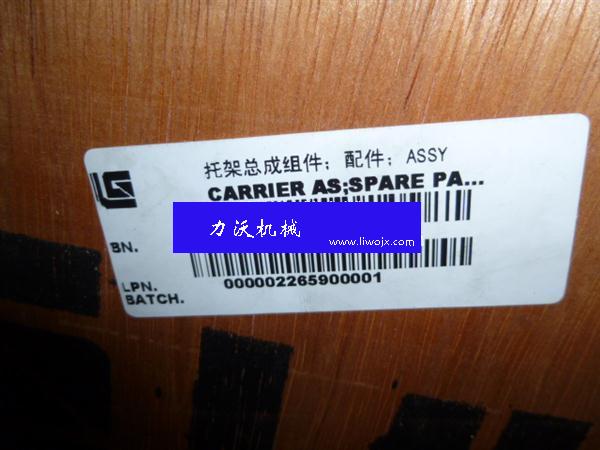 托架总成组件; 配件; ASSY
CARRIER AS;SPARE PA...
力沃机械
www.liwojx.com
BN.
LPN.
000002265900001
BATCH.